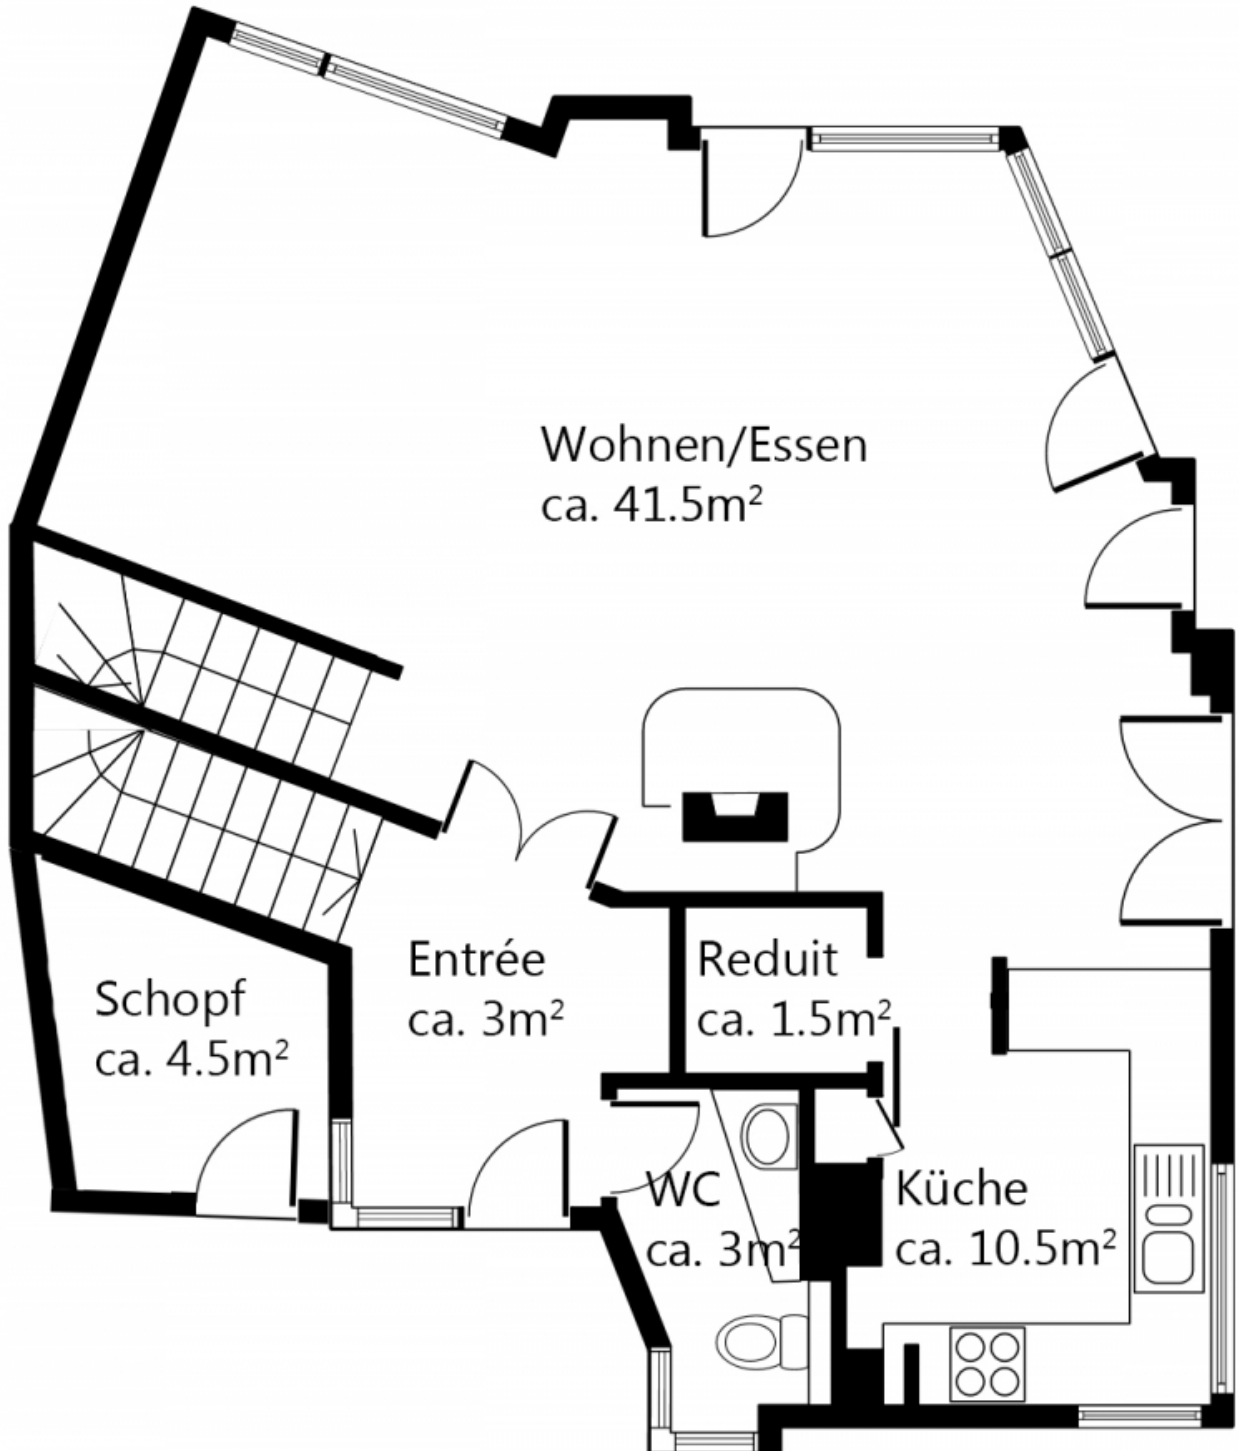 Wohnen/Essen
ca. 41.5m²
Entrée
ca. 3m²
Reduit
ca. 1.5m²
Schopf
ca. 4.5m²
WC
ca. 3m²
Küche
ca. 10.5m²